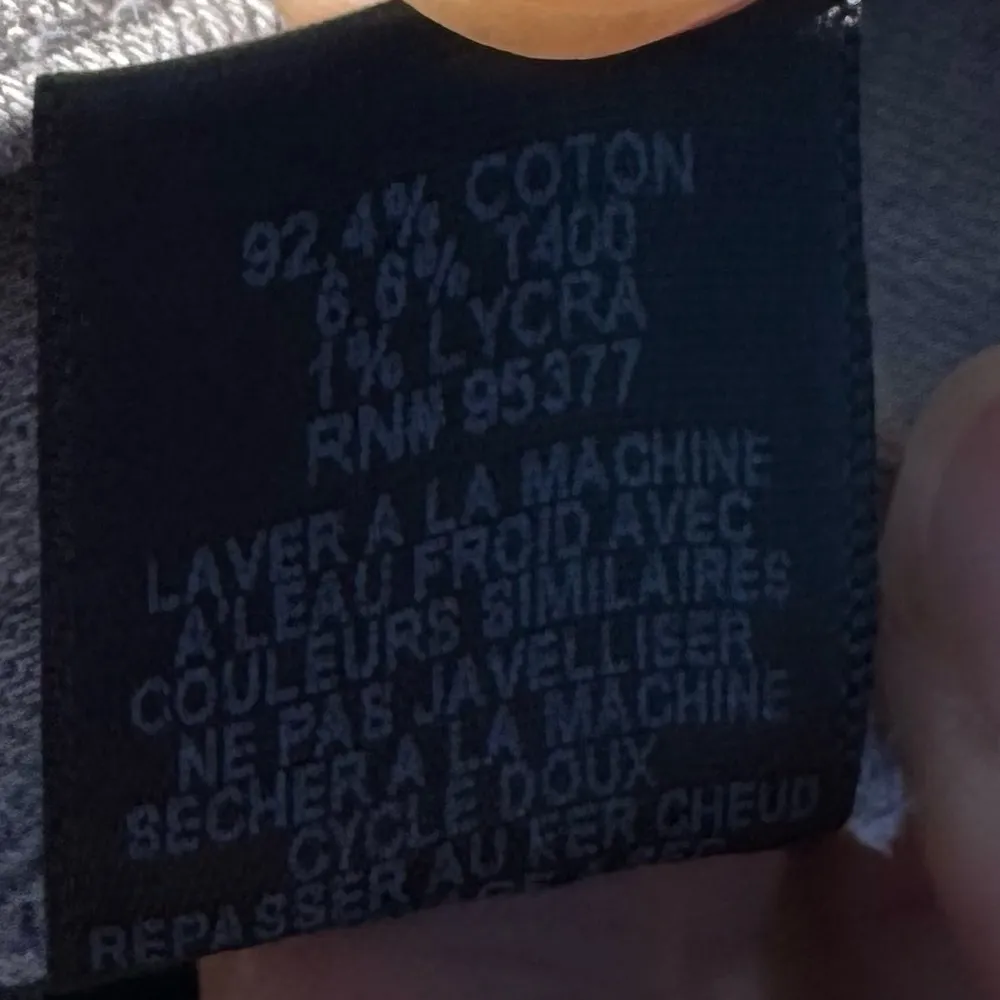 92.4% COTON
6.6% T400
1% LYCRA
RN# 95377
LAVER A LA MACHINE
A'LEAU FROID AVEC
COULEURS SIMILAIRES
NE PAS JAVELLISER
SECHER A LA MACHINE
CYCLE DOUX
REPASSER AU FER CHEUD